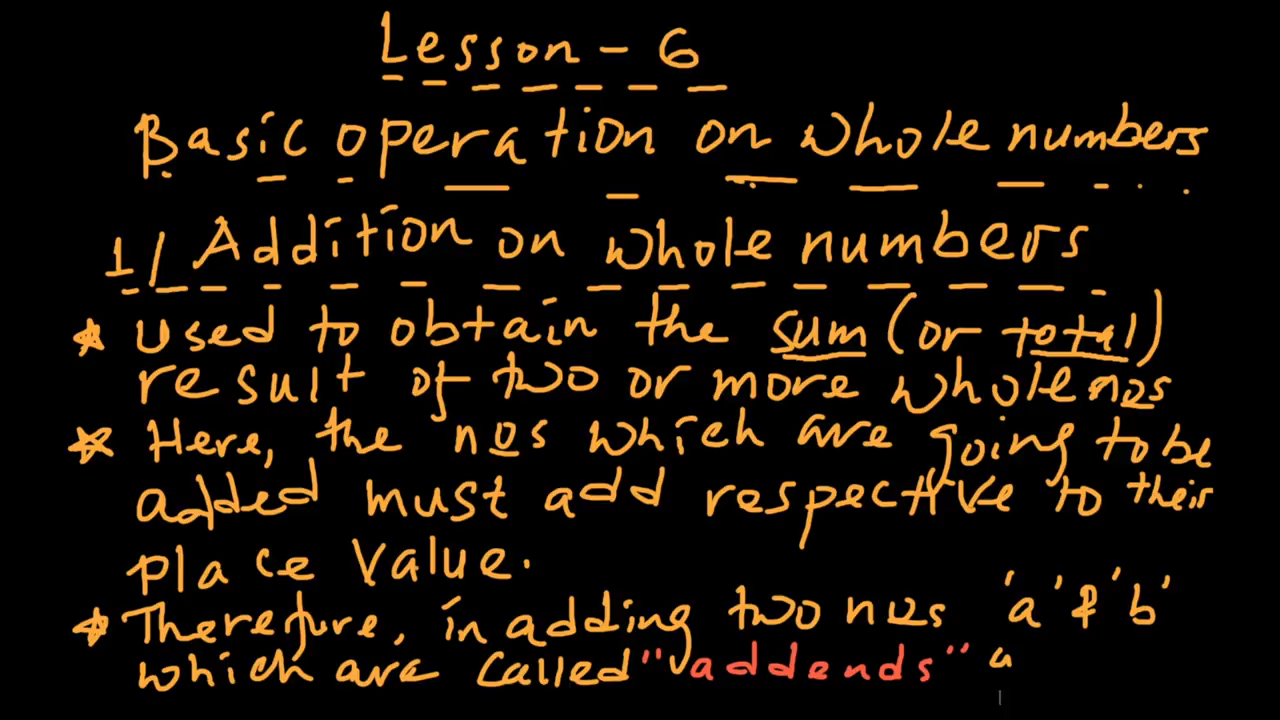 Lesson - 6
Basic operation on whole numbers
1/ Addition on whole numbers
* Used to obtain the sum (or total)
result of two or more whole nos
* Here, the nos which are going to be
added must add respective to their
place value.
* Therefore, in adding two nos 'a' & 'b'
which are called "addends" a